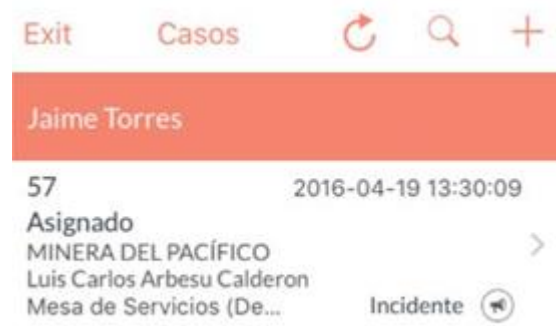 Exit Casos
Jaime Torres
57 2016-04-19 13:30:09
Asignado
MINERA DEL PACÍFICO
Luis Carlos Arbesu Calderon
Mesa de Servicios (De... Incidente